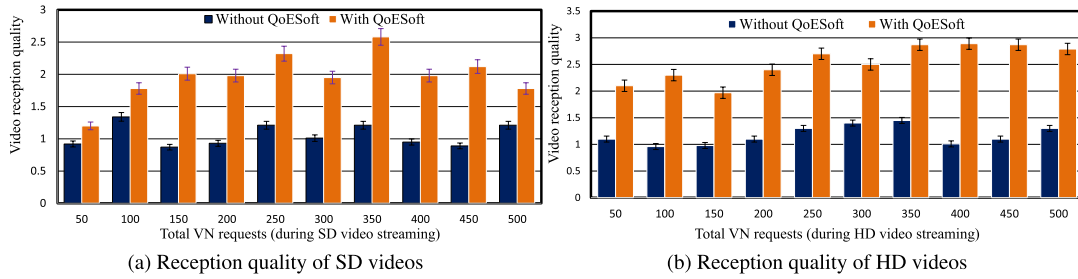 Without QoESoft With QoESoft
3
2.5
2
1.5
1
0.5
0
Video reception quality
50 100 150 200 250 300 350 400 450 500
Total VN requests (during SD video streaming)
(a) Reception quality of SD videos
Without QoESoft With QoESoft
3.5
3
2.5
2
1.5
1
0.5
0
Video reception quality
50 100 150 200 250 300 350 400 450 500
Total VN requests (during HD video streaming)
(b) Reception quality of HD videos